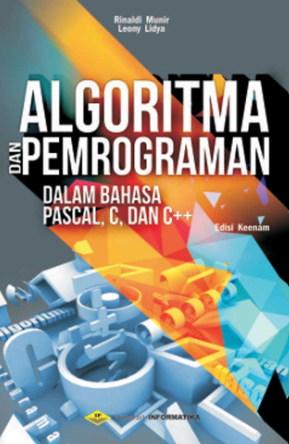 Rinaldi Munir
Leony Lidya
ALGORITMA
DAN
PEMROGRAMAN
DALAM BAHASA
PASCAL, C, DAN C++
Edisi Keenam
INFORMATIKA